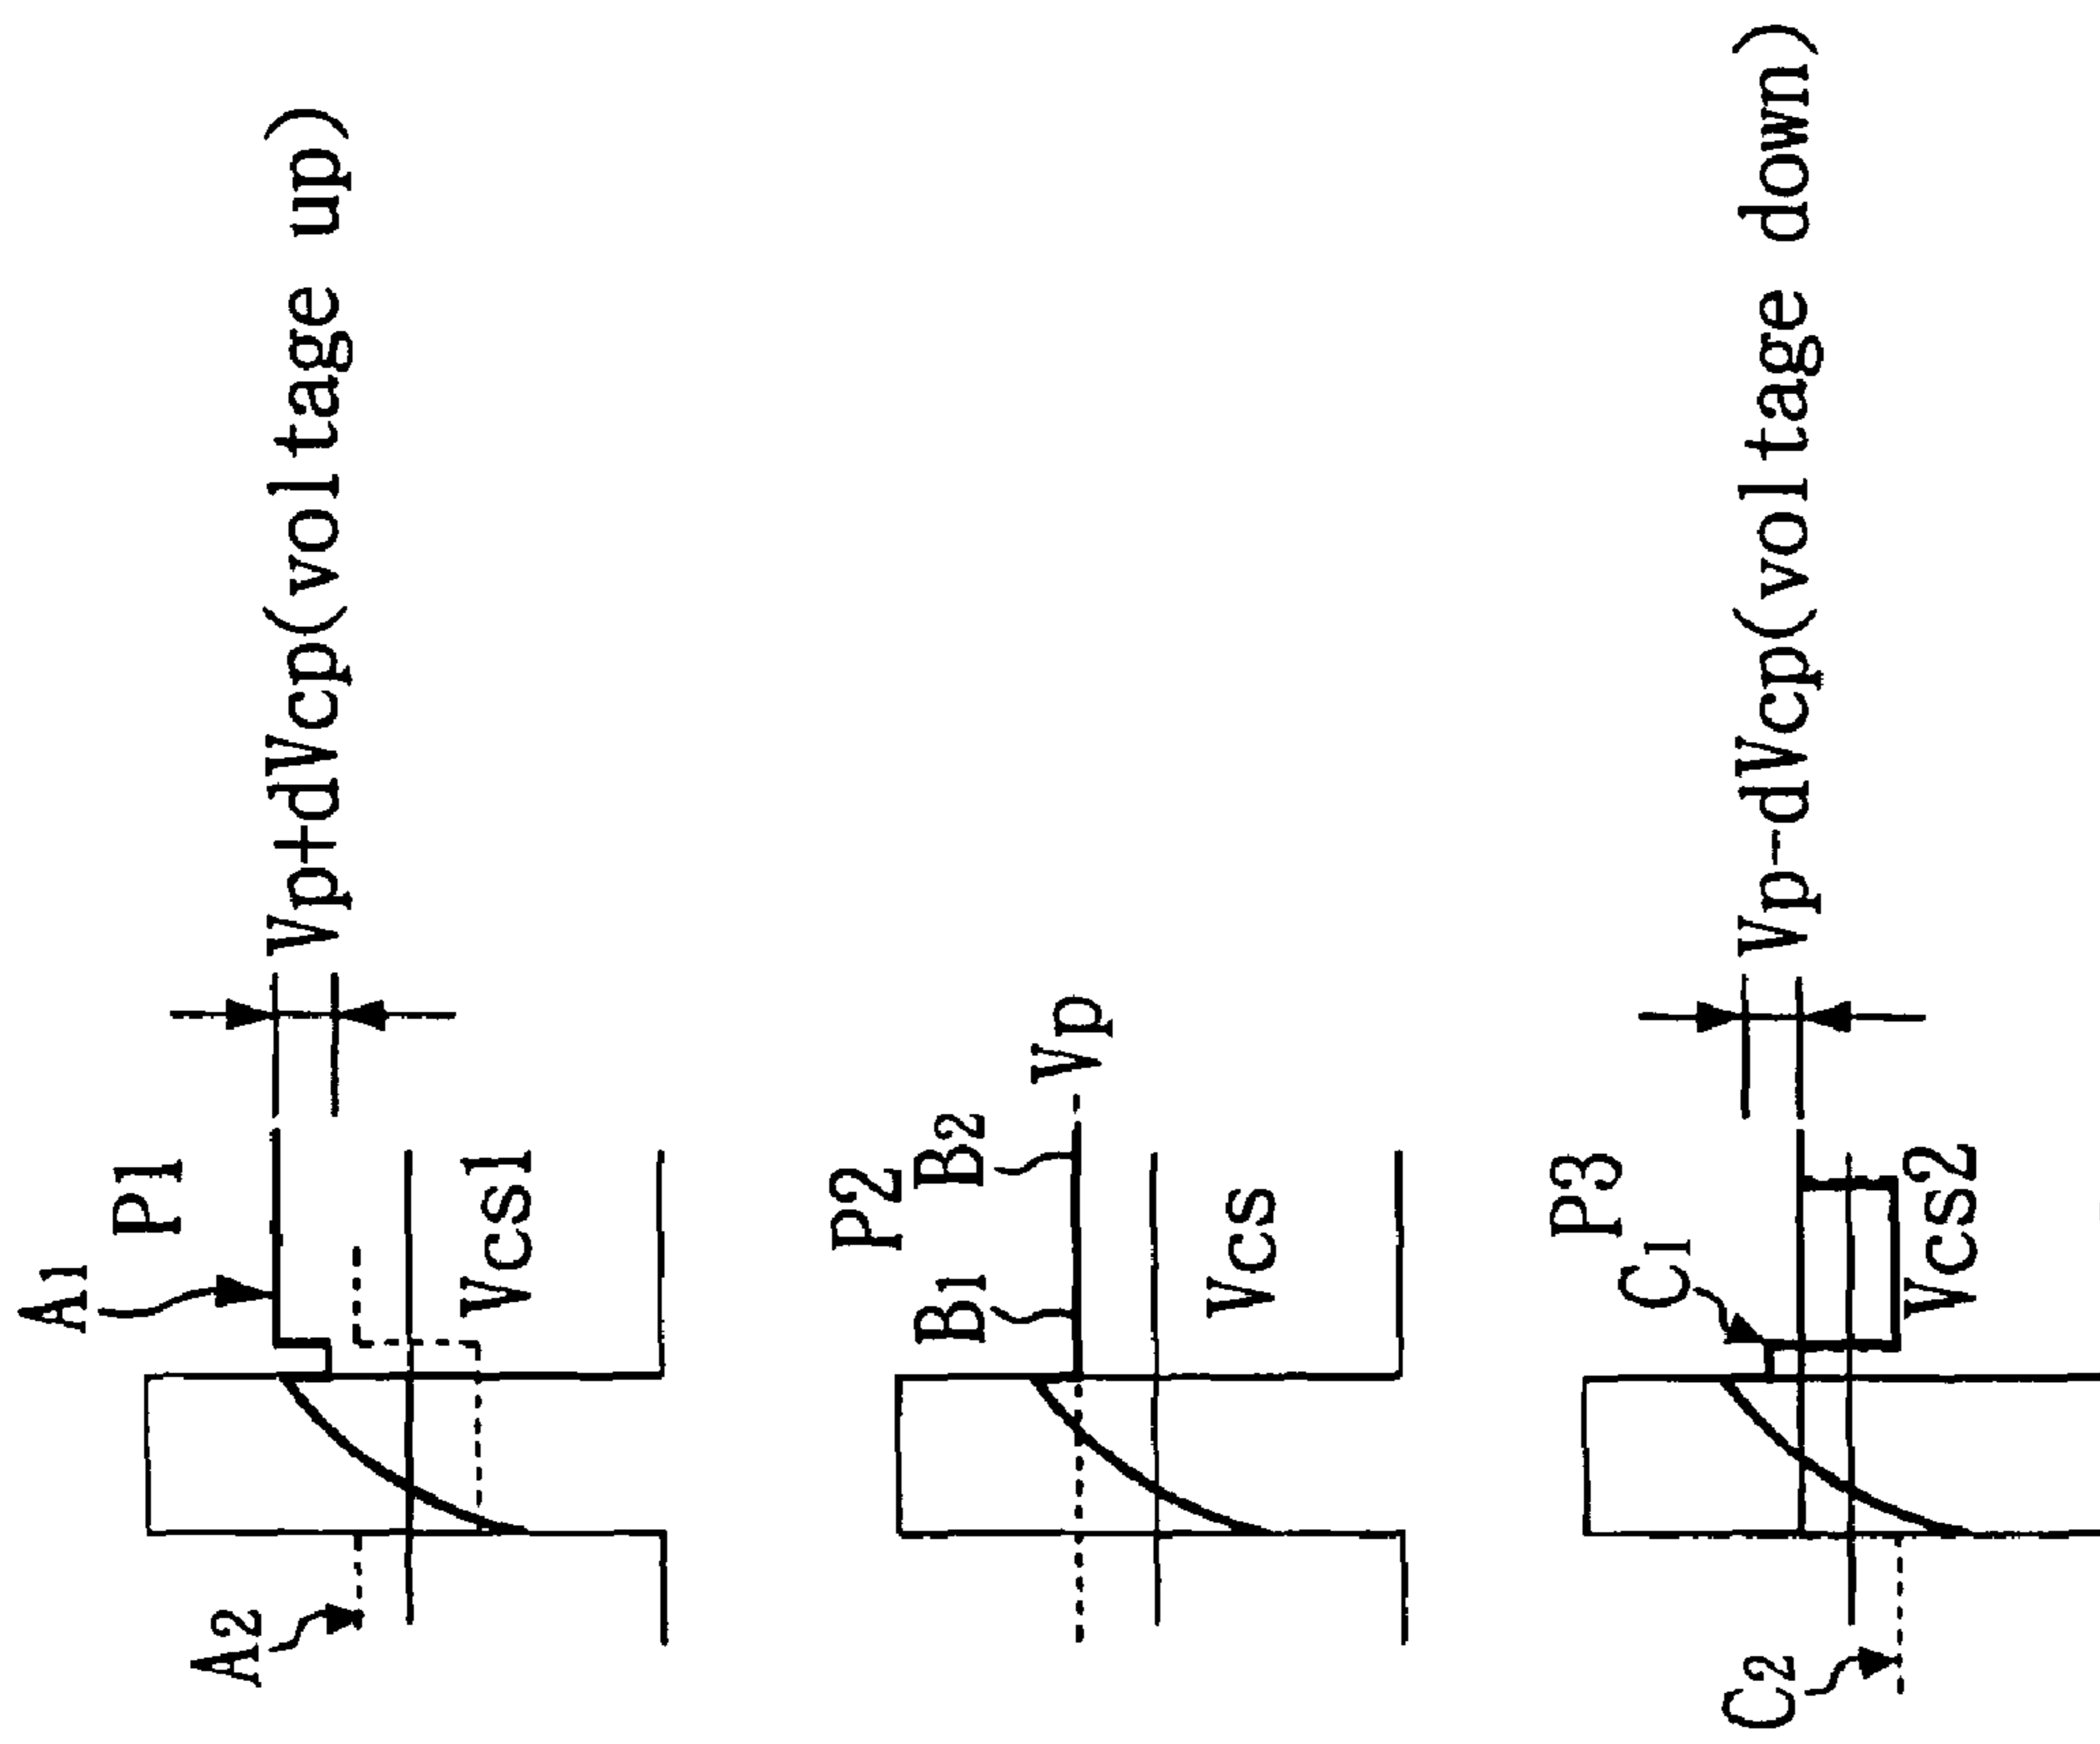 A1
P1
Vp+dVcp(voltage up)
A2
Vcs1
P2
B1
B2
Vp
Vcs
P3
C1
Vp-dVcp(voltage down)
C2
Vcs2